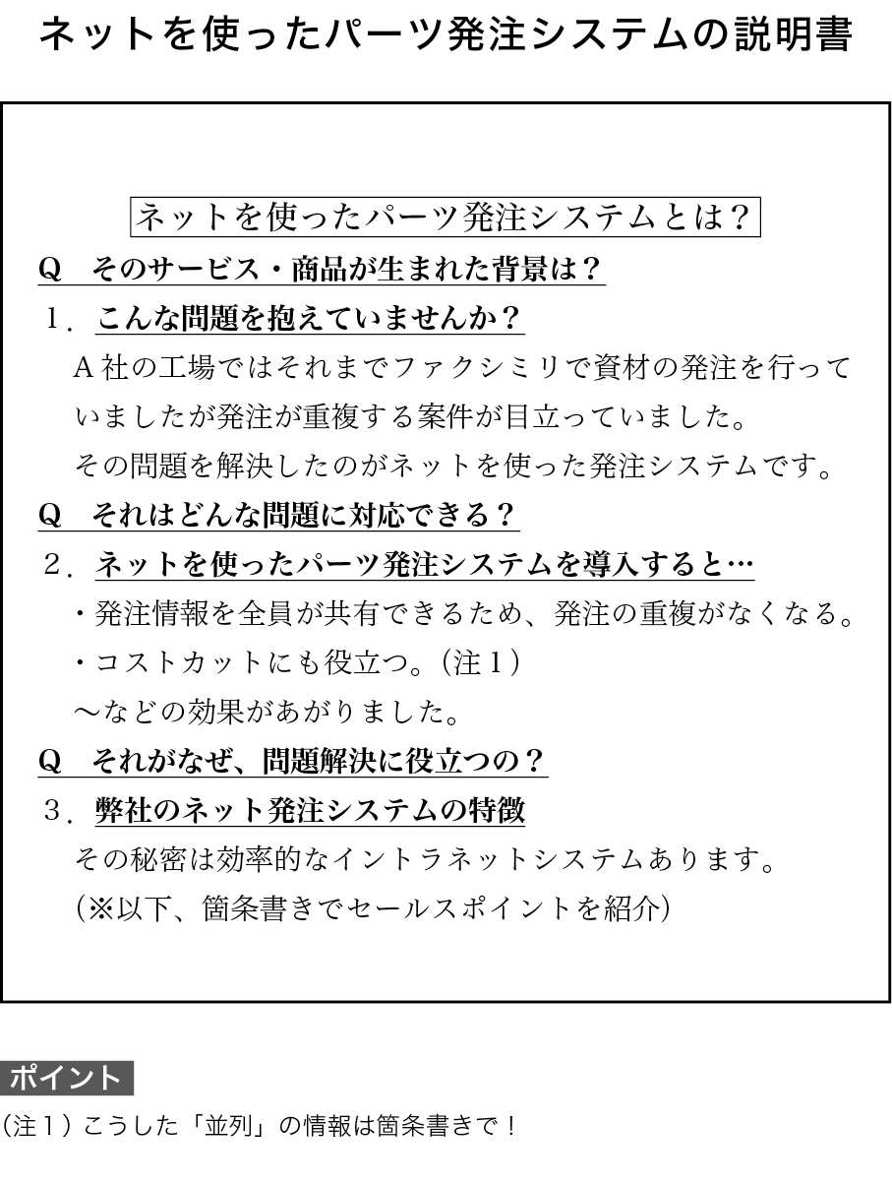 ネットを使ったパーツ発注システムの説明書
ネットを使ったパーツ発注システムとは？
Q　そのサービス・商品が生まれた背景は？
１．こんな問題を抱えていませんか？
A社の工場ではそれまでファクシミリで資材の発注を行って
いましたが発注が重複する案件が目立っていました。
その問題を解決したのがネットを使った発注システムです。
Q　それはどんな問題に対応できる？
２．ネットを使ったパーツ発注システムを導入すると…
・発注情報を全員が共有できるため、発注の重複がなくなる。
・コストカットにも役立つ。（注１）
～などの効果があがりました。
Q　それがなぜ、問題解決に役立つの？
３．弊社のネット発注システムの特徴
その秘密は効率的なイントラネットシステムあります。
（※以下、箇条書きでセールスポイントを紹介）
ポイント
（注１）こうした「並列」の情報は箇条書きで！